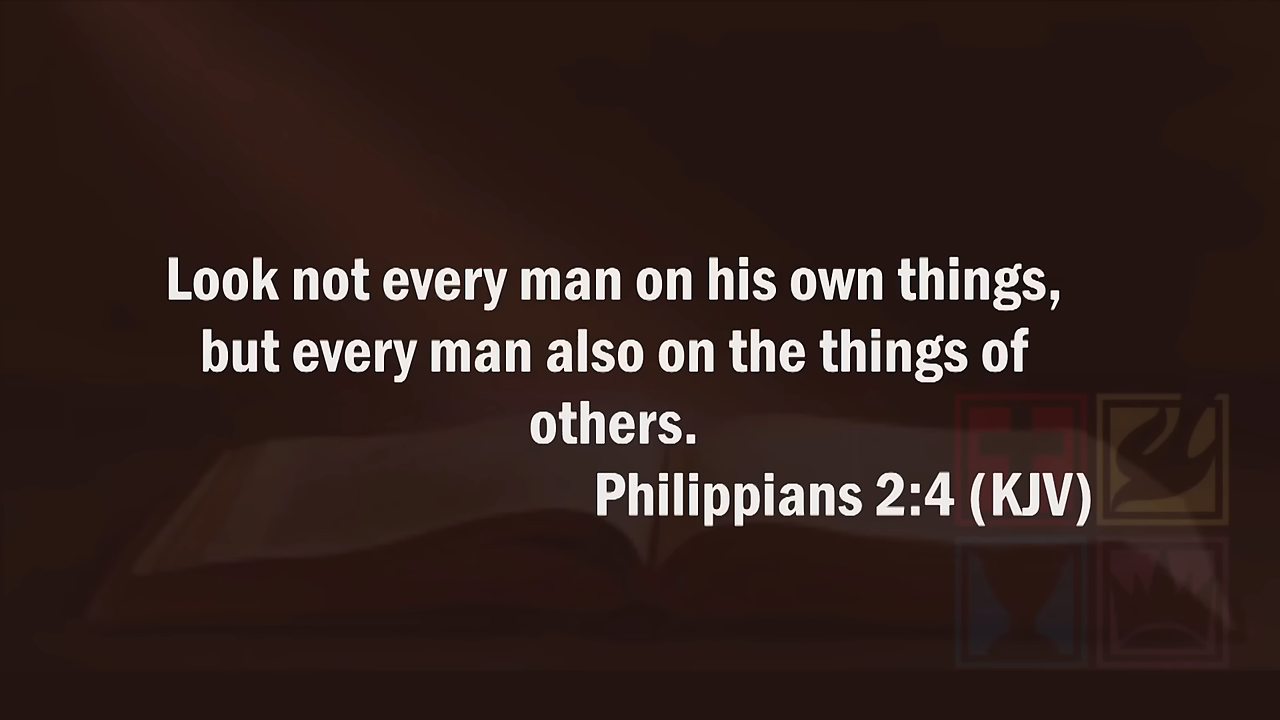 Look not every man on his own things,
but every man also on the things of
others.
Philippians 2:4 (KJV)